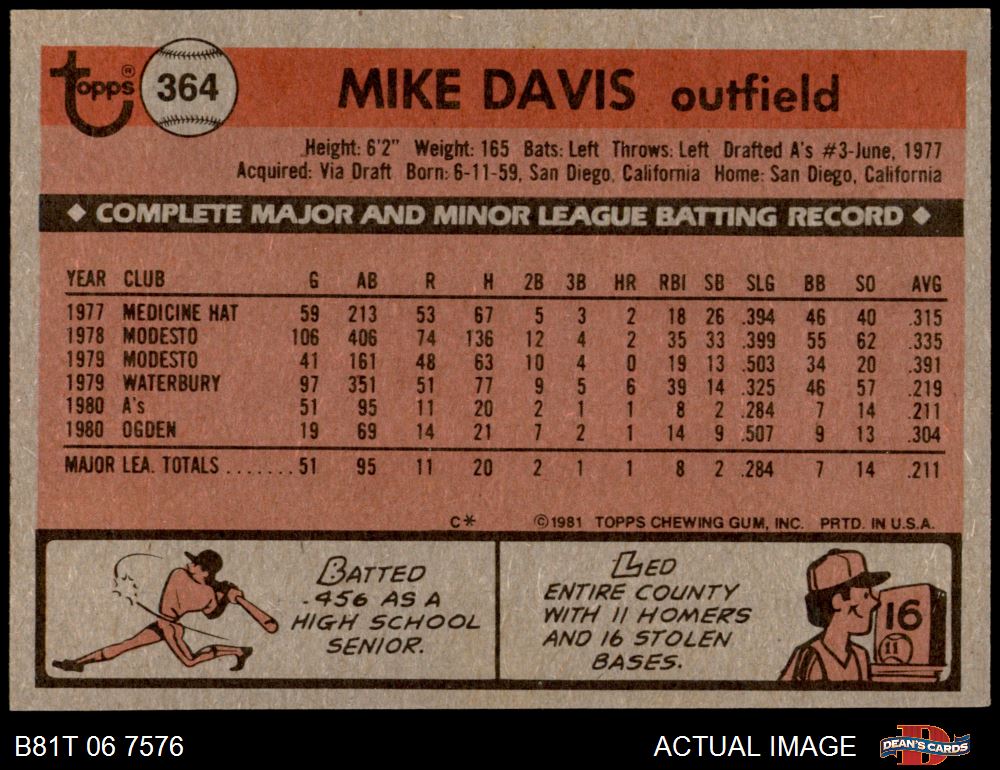 topps® 364 MIKE DAVIS outfield
Height: 6'2" Weight: 165 Bats: Left Throws: Left Drafted A's #3-June, 1977
Acquired: Via Draft Born: 6-11-59, San Diego, California Home: San Diego, California
◆ COMPLETE MAJOR AND MINOR LEAGUE BATTING RECORD ◆
YEAR CLUB G AB R H 2B 3B HR RBI SB SLG BB SO AVG
1977 MEDICINE HAT 59 213 53 67 5 3 2 18 26 .394 46 40 .315
1978 MODESTO 106 406 74 136 12 4 2 35 33 .399 55 62 .335
1979 MODESTO 41 161 48 63 10 4 0 19 13 .503 34 20 .391
1979 WATERBURY 97 351 51 77 9 5 6 39 14 .325 46 57 .219
1980 A's 51 95 11 20 2 1 1 8 2 .284 7 14 .211
1980 OGDEN 19 69 14 21 7 2 1 14 9 .507 9 13 .304
MAJOR LEA. TOTALS.......51 95 11 20 2 1 1 8 2 .284 7 14 .211
C* ©1981 TOPPS CHEWING GUM, INC. PRTD. IN U.S.A.
BATTED
.456 AS A
HIGH SCHOOL
SENIOR.
LED
ENTIRE COUNTY
WITH 11 HOMERS
AND 16 STOLEN
BASES.
16
11
B81T 06 7576 ACTUAL IMAGE DEAN'S CARDS